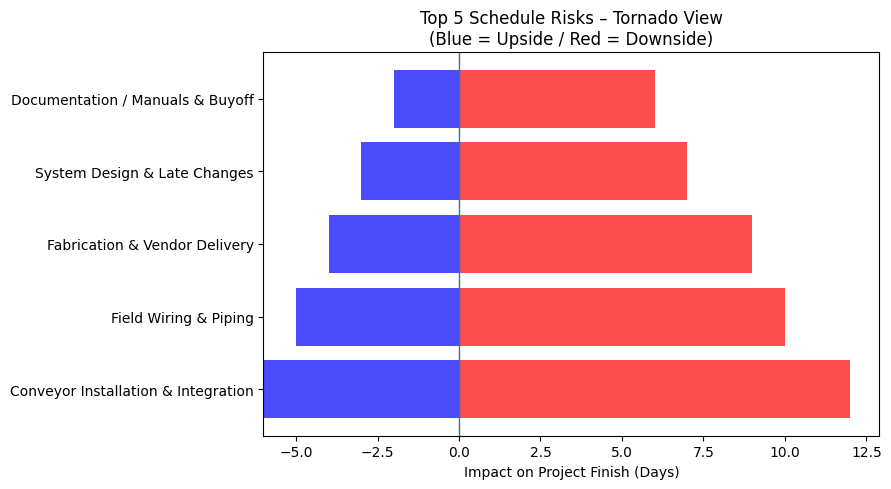 Top 5 Schedule Risks – Tornado View
(Blue = Upside / Red = Downside)
Documentation / Manuals & Buyoff
System Design & Late Changes
Fabrication & Vendor Delivery
Field Wiring & Piping
Conveyor Installation & Integration
−5.0 −2.5 0.0 2.5 5.0 7.5 10.0 12.5
Impact on Project Finish (Days)